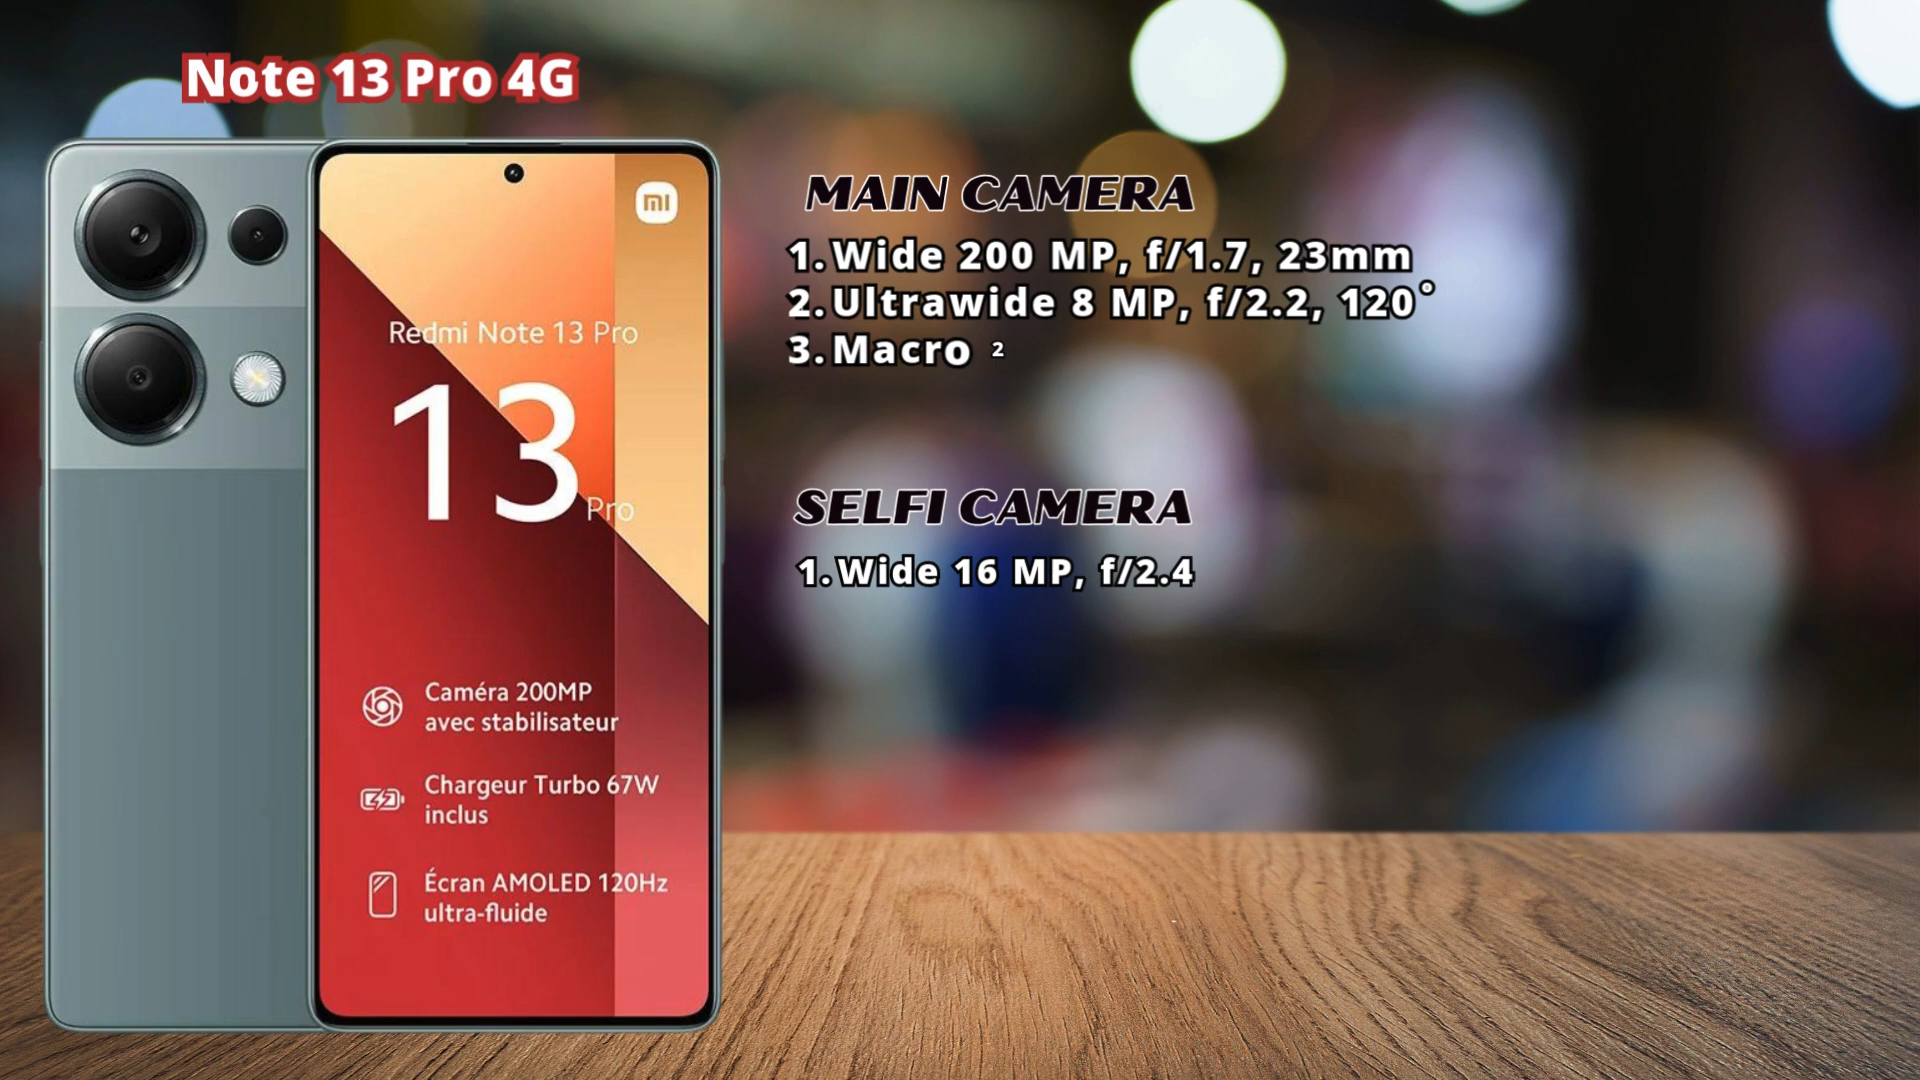 Note 13 Pro 4G
mi
Redmi Note 13 Pro
13
Pro
Caméra 200MP
avec stabilisateur
Chargeur Turbo 67W
inclus
Écran AMOLED 120Hz
ultra-fluide
MAIN CAMERA
1. Wide 200 MP, f/1.7, 23mm
2. Ultrawide 8 MP, f/2.2, 120°
3. Macro 2
SELFI CAMERA
1. Wide 16 MP, f/2.4